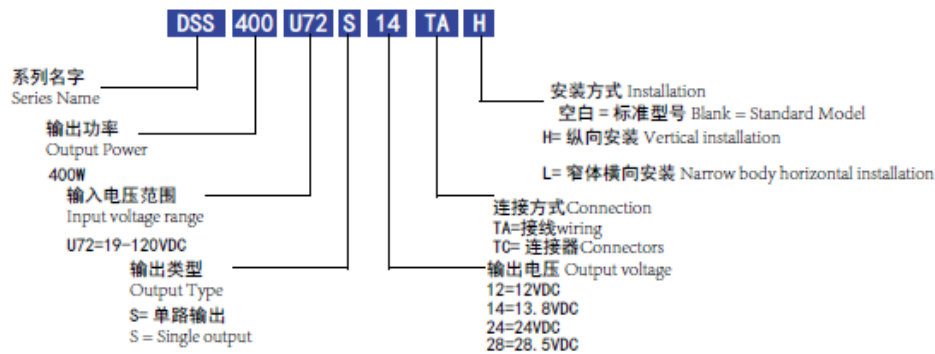 DSS 400 U72 S 14 TA H
系列名字
Series Name
输出功率
Output Power
400W
输入电压范围
Input voltage range
U72=19-120VDC
输出类型
Output Type
S= 单路输出
S = Single output
安装方式 Installation
空白 = 标准型号 Blank = Standard Model
H= 纵向安装 Vertical installation
L= 窄体横向安装 Narrow body horizontal installation
连接方式Connection
TA=接线wiring
TC= 连接器Connectors
输出电压 Output voltage
12=12VDC
14=13.8VDC
24=24VDC
28=28.5VDC